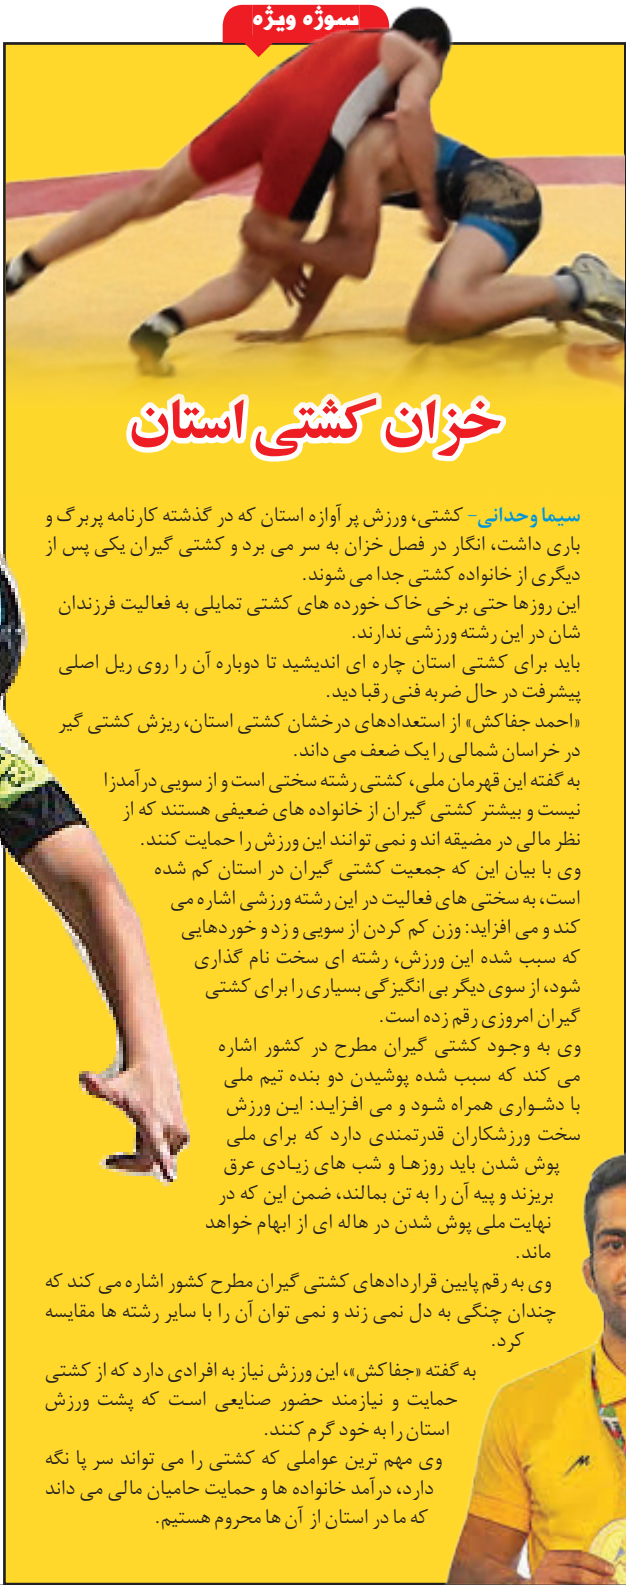 سوژه ویژه
خزان کشتی استان
سیما وحدانی- کشتی، ورزش پر آوازه استان که در گذشته کارنامه پربرگ و
باری داشت، انگار در فصل خزان به سر می برد و کشتی گیران یکی پس از
دیگری از خانواده کشتی جدا می شوند.
این روزها حتی برخی خاک خورده های کشتی تمایلی به فعالیت فرزندان
شان در این رشته ورزشی ندارند.
باید برای کشتی استان چاره ای اندیشید تا دوباره آن را روی ریل اصلی
پیشرفت در حال ضربه فنی رقبا دید.
«احمد جفاکش» از استعدادهای درخشان کشتی استان، ریزش کشتی گیر
در خراسان شمالی را یک ضعف می داند.
به گفته این قهرمان ملی، کشتی رشته سختی است و از سویی درآمدزا
نیست و بیشتر کشتی گیران از خانواده های ضعیفی هستند که از
نظر مالی در مضیقه اند و نمی توانند این ورزش را حمایت کنند.
وی با بیان این که جمعیت کشتی گیران در استان کم شده
است، به سختی های فعالیت در این رشته ورزشی اشاره می
کند و می افزاید: وزن کم کردن از سویی و زد و خوردهایی
که سبب شده این ورزش، رشته ای سخت نام گذاری
شود، از سوی دیگر بی انگیزگی بسیاری را برای کشتی
گیران امروزی رقم زده است.
وی به وجود کشتی گیران مطرح در کشور اشاره
می کند که سبب شده پوشیدن دو بنده تیم ملی
با دشواری همراه شود و می افزاید: این ورزش
سخت ورزشکاران قدرتمندی دارد که برای ملی
پوش شدن باید روزها و شب های زیادی عرق
بریزند و پیه آن را به تن بمالند، ضمن این که در
نهایت ملی پوش شدن در هاله ای از ابهام خواهد
ماند.
وی به رقم پایین قراردادهای کشتی گیران مطرح کشور اشاره می کند که
چندان چنگی به دل نمی زند و نمی توان آن را با سایر رشته ها مقایسه
کرد.
به گفته «جفاکش»، این ورزش نیاز به افرادی دارد که از کشتی
حمایت و نیازمند حضور صنایعی است که پشت ورزش
استان را به خود گرم کنند.
وی مهم ترین عواملی که کشتی را می تواند سر پا نگه
دارد، درآمد خانواده ها و حمایت حامیان مالی می داند
که ما در استان از آن ها محروم هستیم.